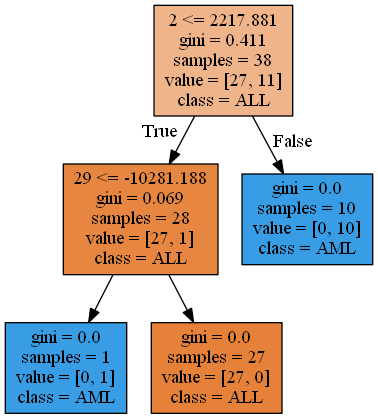 2 <= 2217.881
gini = 0.411
samples = 38
value = [27, 11]
class = ALL
True
False
29 <= -10281.188
gini = 0.069
samples = 28
value = [27, 1]
class = ALL
gini = 0.0
samples = 10
value = [0, 10]
class = AML
gini = 0.0
samples = 1
value = [0, 1]
class = AML
gini = 0.0
samples = 27
value = [27, 0]
class = ALL